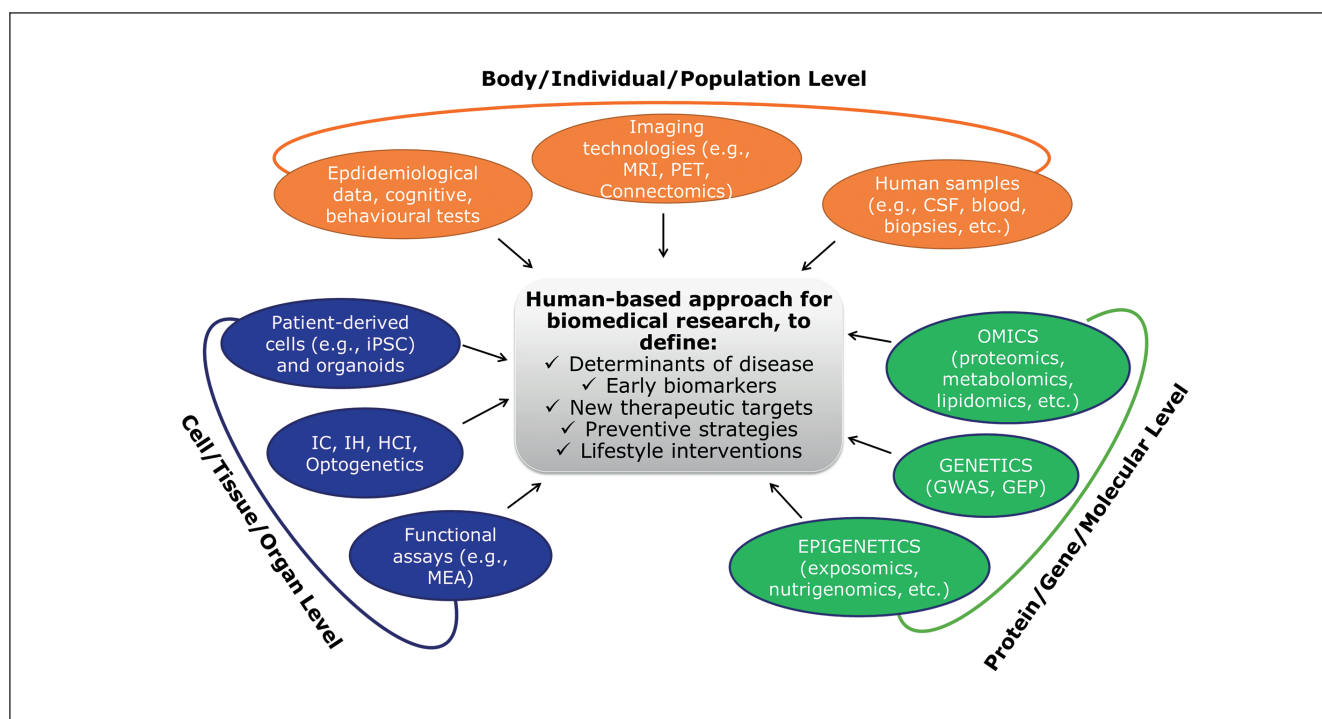 Body/Individual/Population Level
Epdidemiological
data, cognitive,
behavioural tests
Imaging
technologies (e.g.,
MRI, PET,
Connectomics)
Human samples
(e.g., CSF, blood,
biopsies, etc.)
Human-based approach for
biomedical research, to
define:
✓ Determinants of disease
✓ Early biomarkers
✓ New therapeutic targets
✓ Preventive strategies
✓ Lifestyle interventions
Cell/Tissue/Organ Level
Patient-derived
cells (e.g., iPSC)
and organoids
IC, IH, HCI,
Optogenetics
Functional
assays (e.g.,
MEA)
Protein/Gene/Molecular Level
OMICS
(proteomics,
metabolomics,
lipidomics, etc.)
GENETICS
(GWAS, GEP)
EPIGENETICS
(exposomics,
nutrigenomics, etc.)